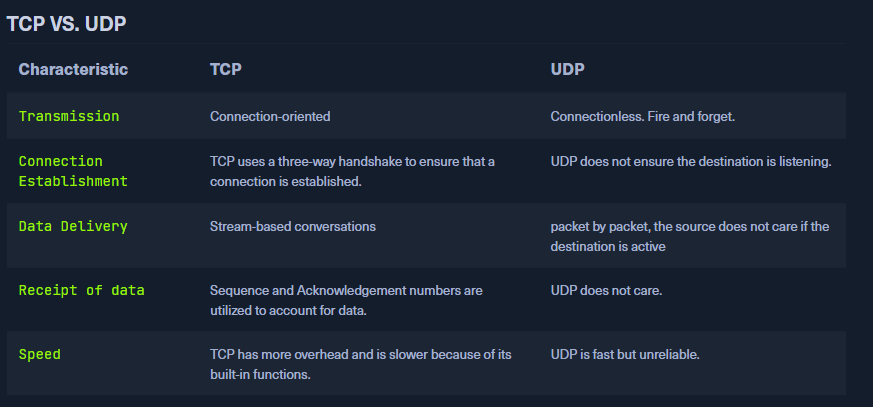 TCP VS. UDP
Characteristic TCP UDP
Transmission Connection-oriented Connectionless. Fire and forget.
Connection TCP uses a three-way handshake to ensure that a UDP does not ensure the destination is listening.
Establishment connection is established.
Data Delivery Stream-based conversations packet by packet, the source does not care if the
destination is active
Receipt of data Sequence and Acknowledgement numbers are UDP does not care.
utilized to account for data.
Speed TCP has more overhead and is slower because of its UDP is fast but unreliable.
built-in functions.